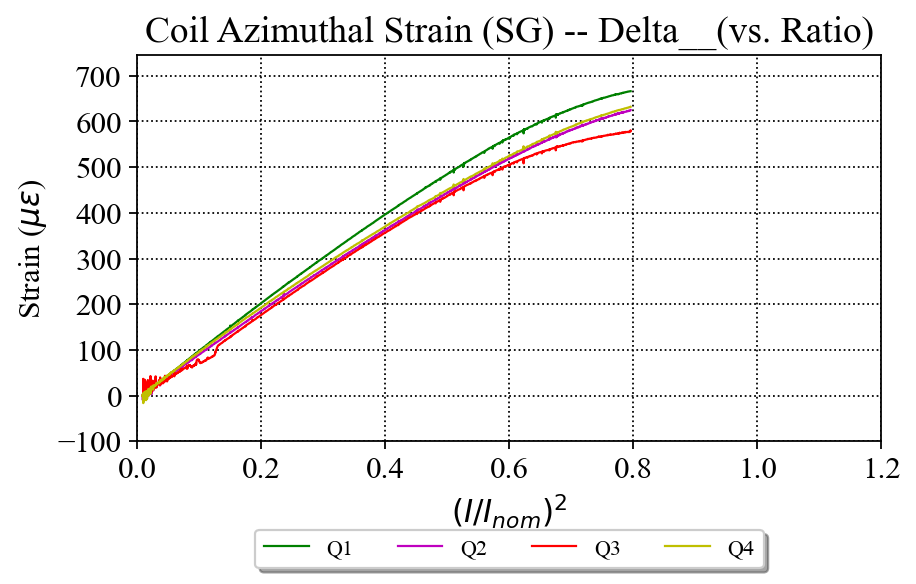 Coil Azimuthal Strain (SG) -- Delta__(vs. Ratio)
700
600
500
400
300
200
100
0
−100
Strain (με)
0.0 0.2 0.4 0.6 0.8 1.0 1.2
(I/I_nom)^2
Q1 Q2 Q3 Q4